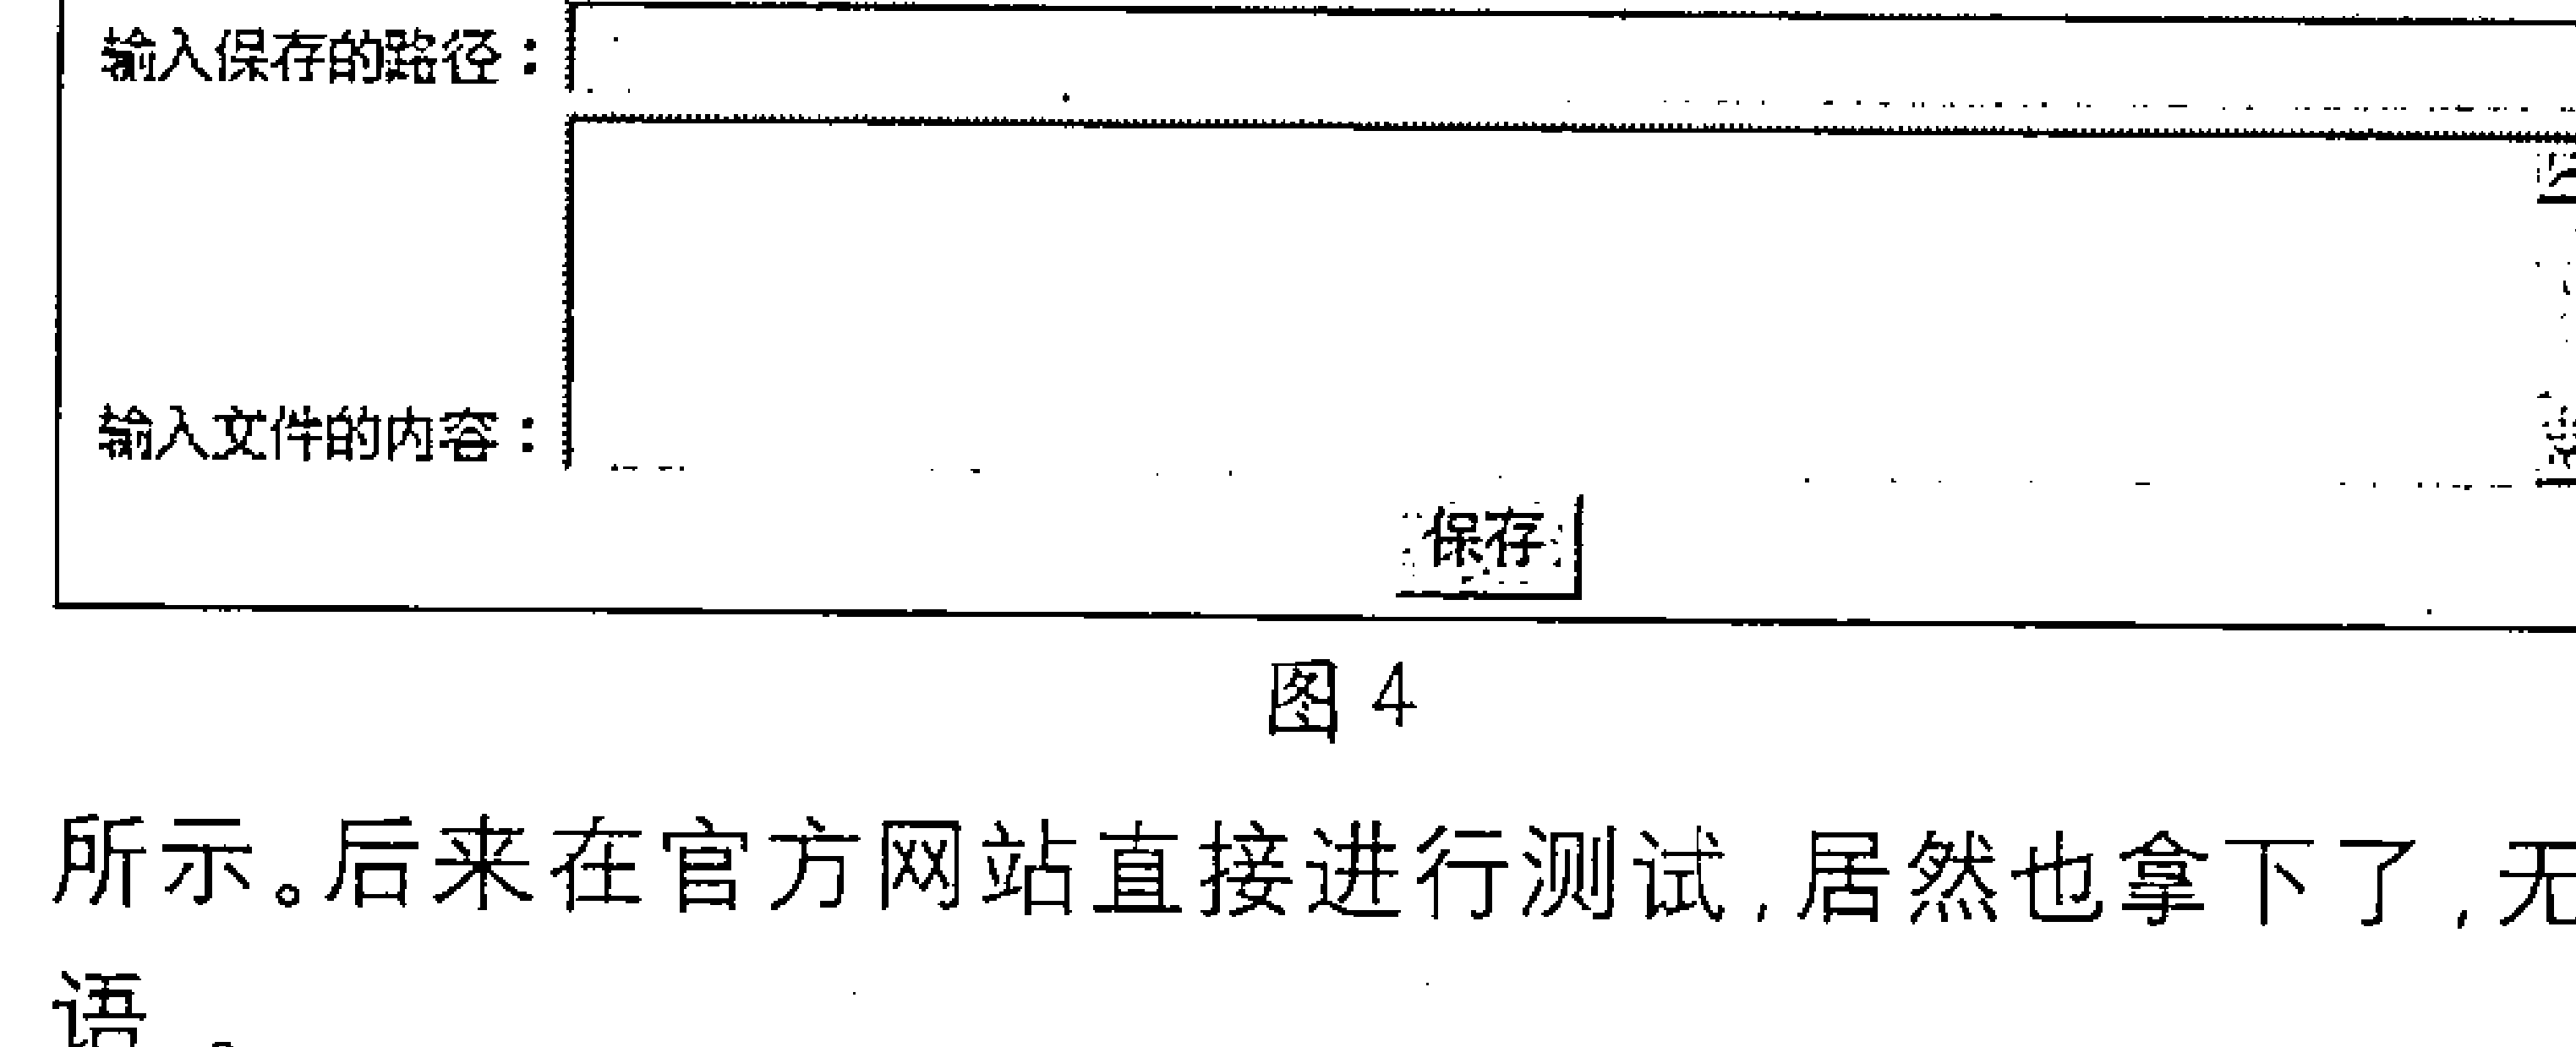 输入保存的路径：
输入文件的内容：
保存
图 4
所示。后来在官方网站直接进行测试，居然也拿下了，无
语。